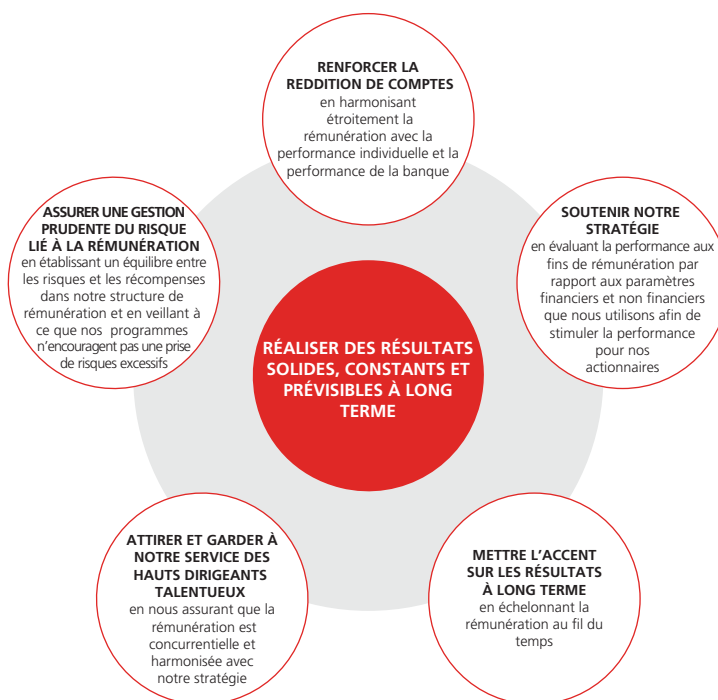 RENFORCER LA
REDDITION DE COMPTES
en harmonisant
étroitement la
rémunération avec la
performance individuelle et la
performance de la banque
ASSURER UNE GESTION
PRUDENTE DU RISQUE
LIÉ À LA RÉMUNÉRATION
en établissant un équilibre entre
les risques et les récompenses
dans notre structure de
rémunération et en veillant à
ce que nos programmes
n'encouragent pas une prise
de risques excessifs
SOUTENIR NOTRE
STRATÉGIE
en évaluant la performance aux
fins de rémunération par
rapport aux paramètres
financiers et non financiers
que nous utilisons afin de
stimuler la performance
pour nos
actionnaires
RÉALISER DES RÉSULTATS
SOLIDES, CONSTANTS ET
PRÉVISIBLES À LONG
TERME
ATTIRER ET GARDER À
NOTRE SERVICE DES
HAUTS DIRIGEANTS
TALENTUEUX
en nous assurant que la
rémunération est
concurrentielle et
harmonisée avec
notre stratégie
METTRE L'ACCENT
SUR LES RÉSULTATS
À LONG TERME
en échelonnant la
rémunération au fil du
temps